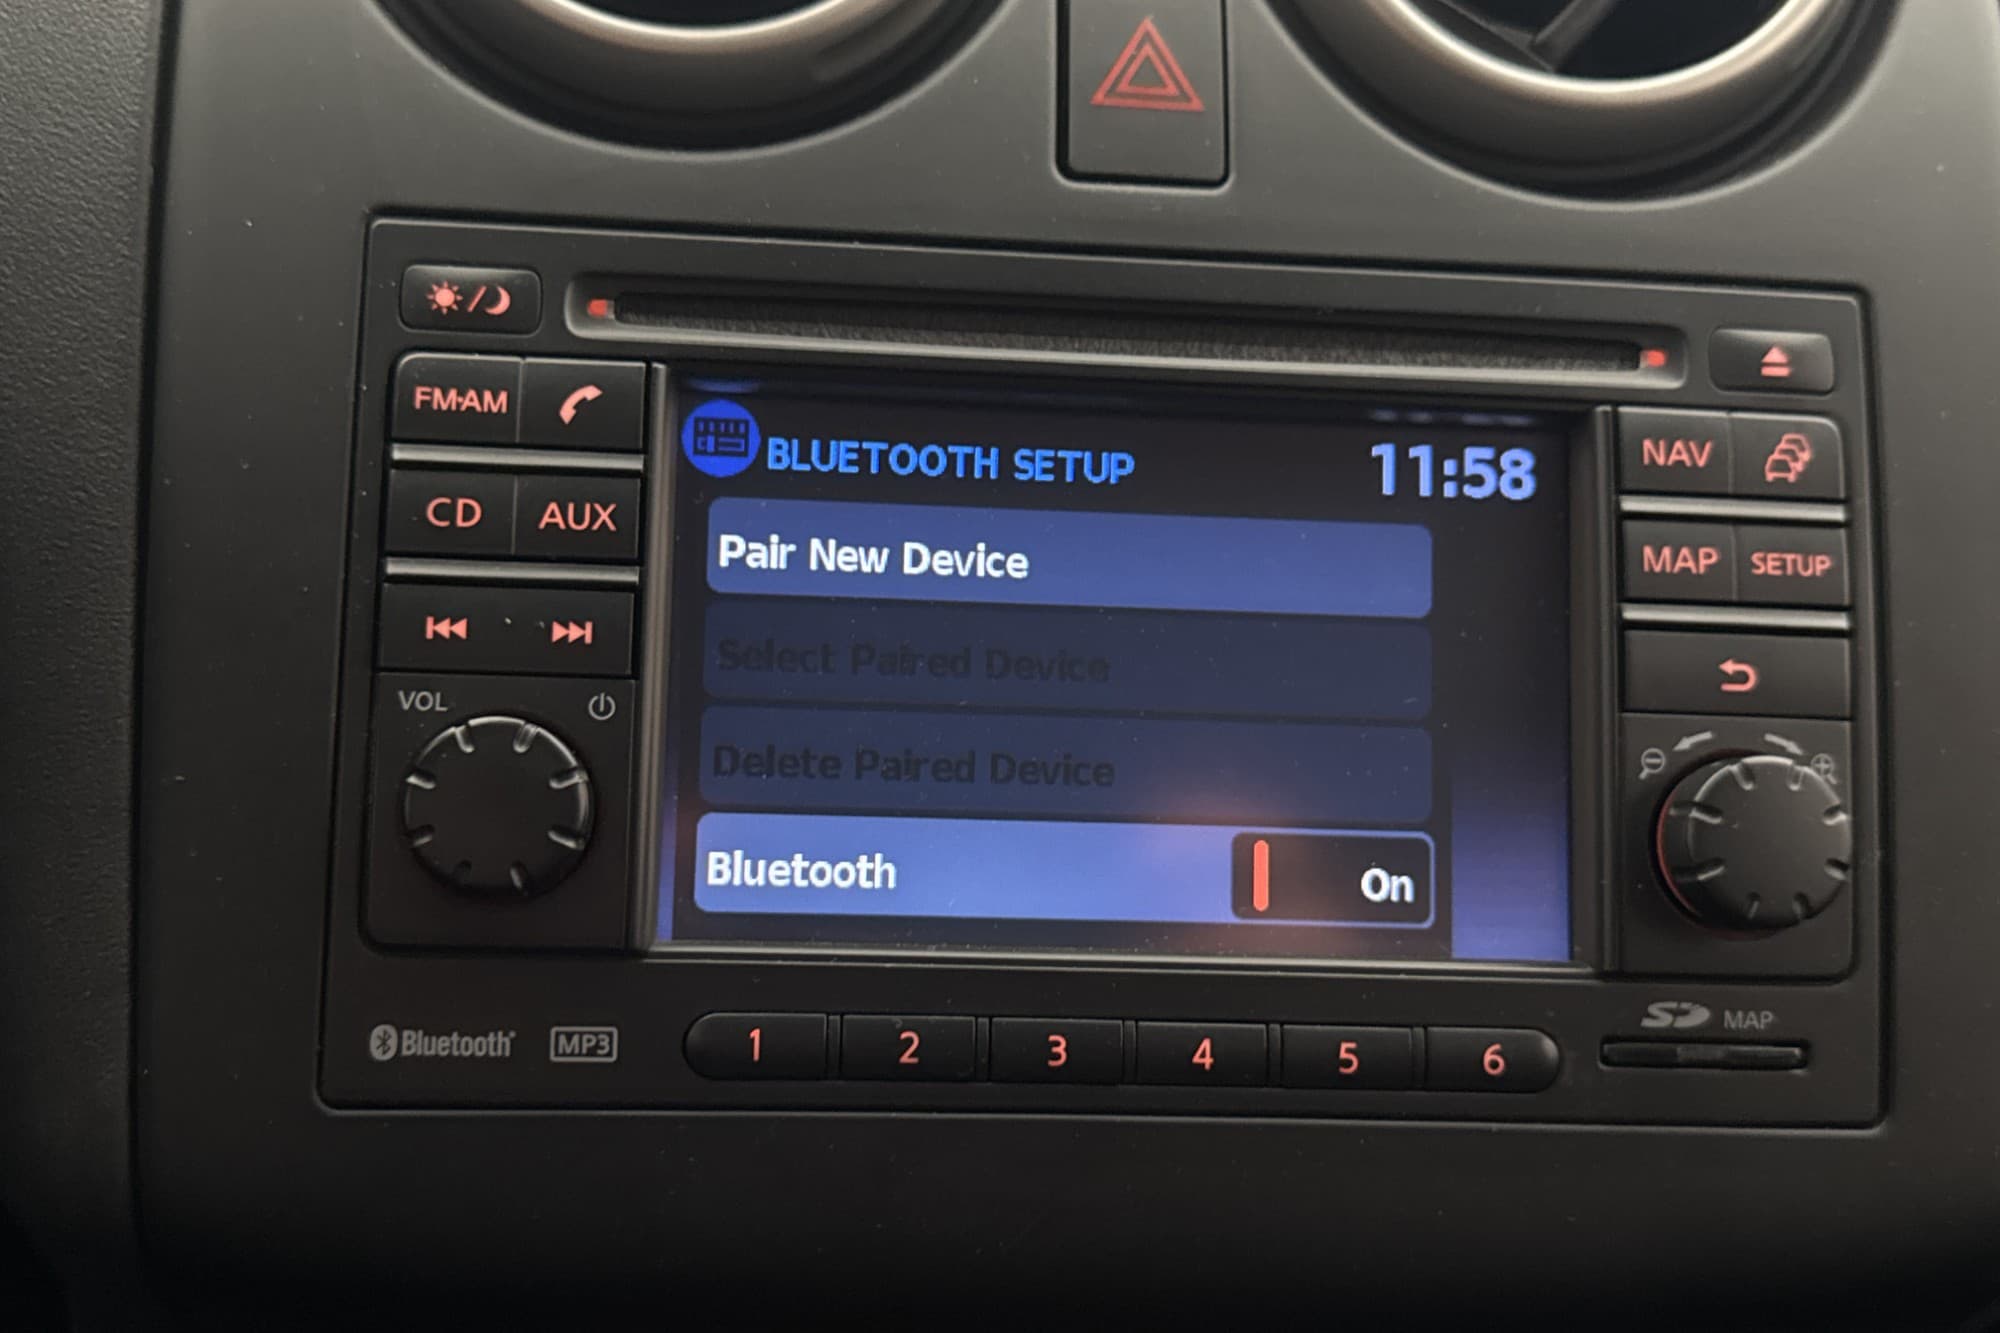 FM·AM
CD AUX
VOL
BLUETOOTH SETUP 11:58
Pair New Device
Select Paired Device
Delete Paired Device
Bluetooth On
NAV
MAP SETUP
Bluetooth MP3
1 2 3 4 5 6
SD MAP